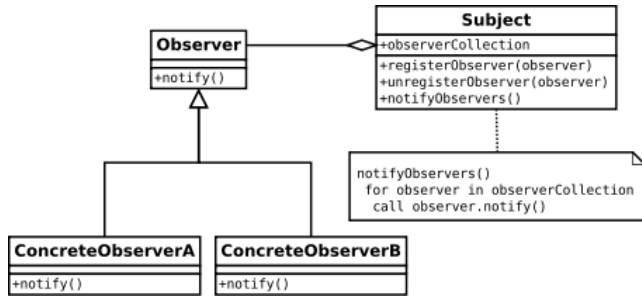 Observer
+notify()
Subject
+observerCollection
+registerObserver(observer)
+unregisterObserver(observer)
+notifyObservers()
notifyObservers()
for observer in observerCollection
call observer.notify()
ConcreteObserverA
+notify()
ConcreteObserverB
+notify()